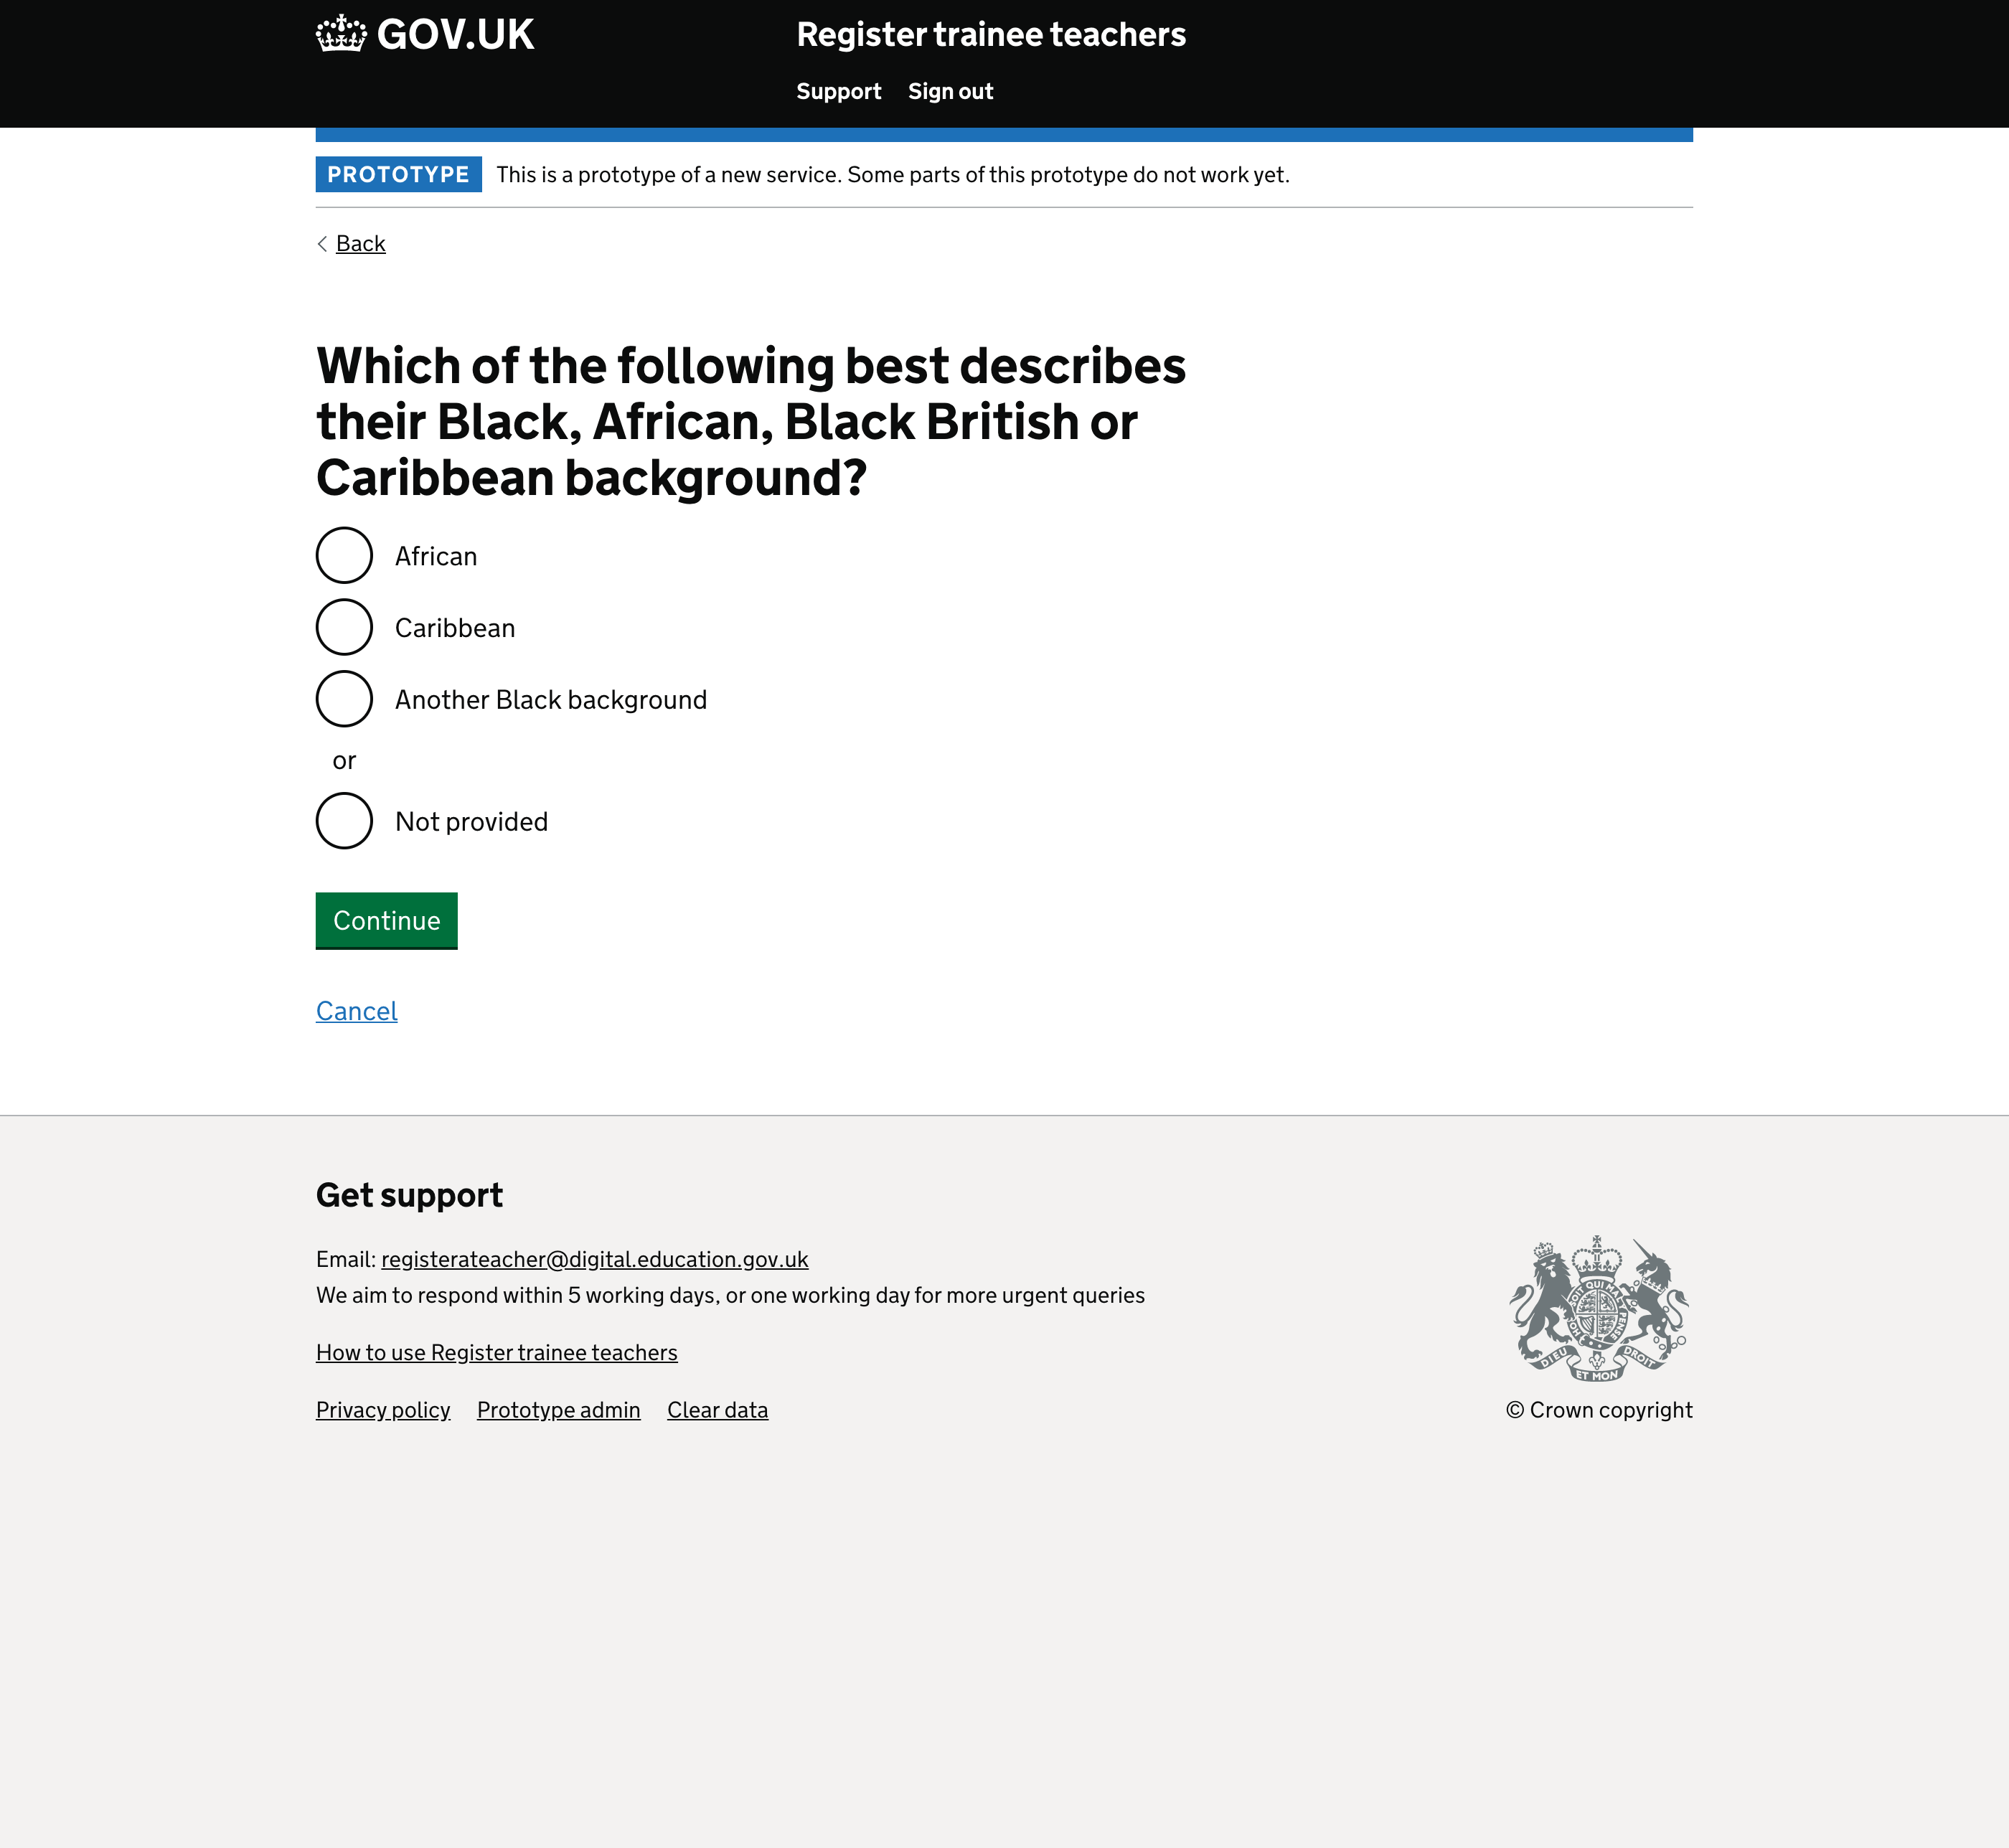 GOV.UK
Register trainee teachers
Support Sign out
PROTOTYPE This is a prototype of a new service. Some parts of this prototype do not work yet.
Back
Which of the following best describes
their Black, African, Black British or
Caribbean background?
African
Caribbean
Another Black background
or
Not provided
Continue
Cancel
Get support
Email: registerateacher@digital.education.gov.uk
We aim to respond within 5 working days, or one working day for more urgent queries
How to use Register trainee teachers
Privacy policy Prototype admin Clear data
DIEU ET MON DROIT
© Crown copyright